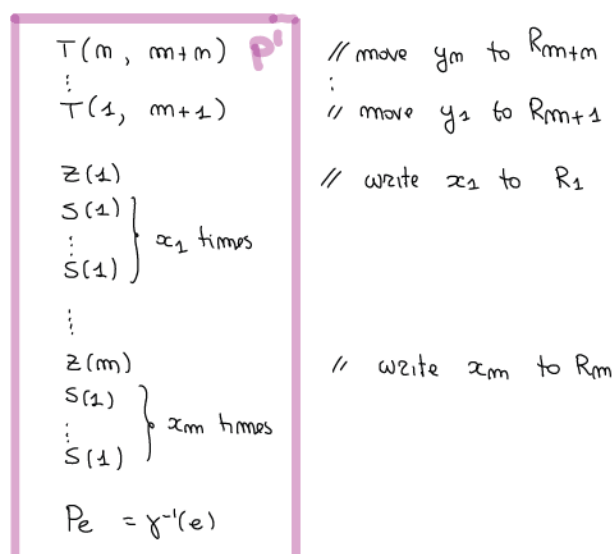 T(n, m+n) P' // move yn to Rm+n
⋮ ⋮
T(1, m+1) // move y1 to Rm+1
Z(1) // write x1 to R1
S(1)
⋮ } x1 times
S(1)
⋮
Z(m) // write xm to Rm
S(1)
⋮ } xm times
S(1)
Pe = γ⁻¹(e)